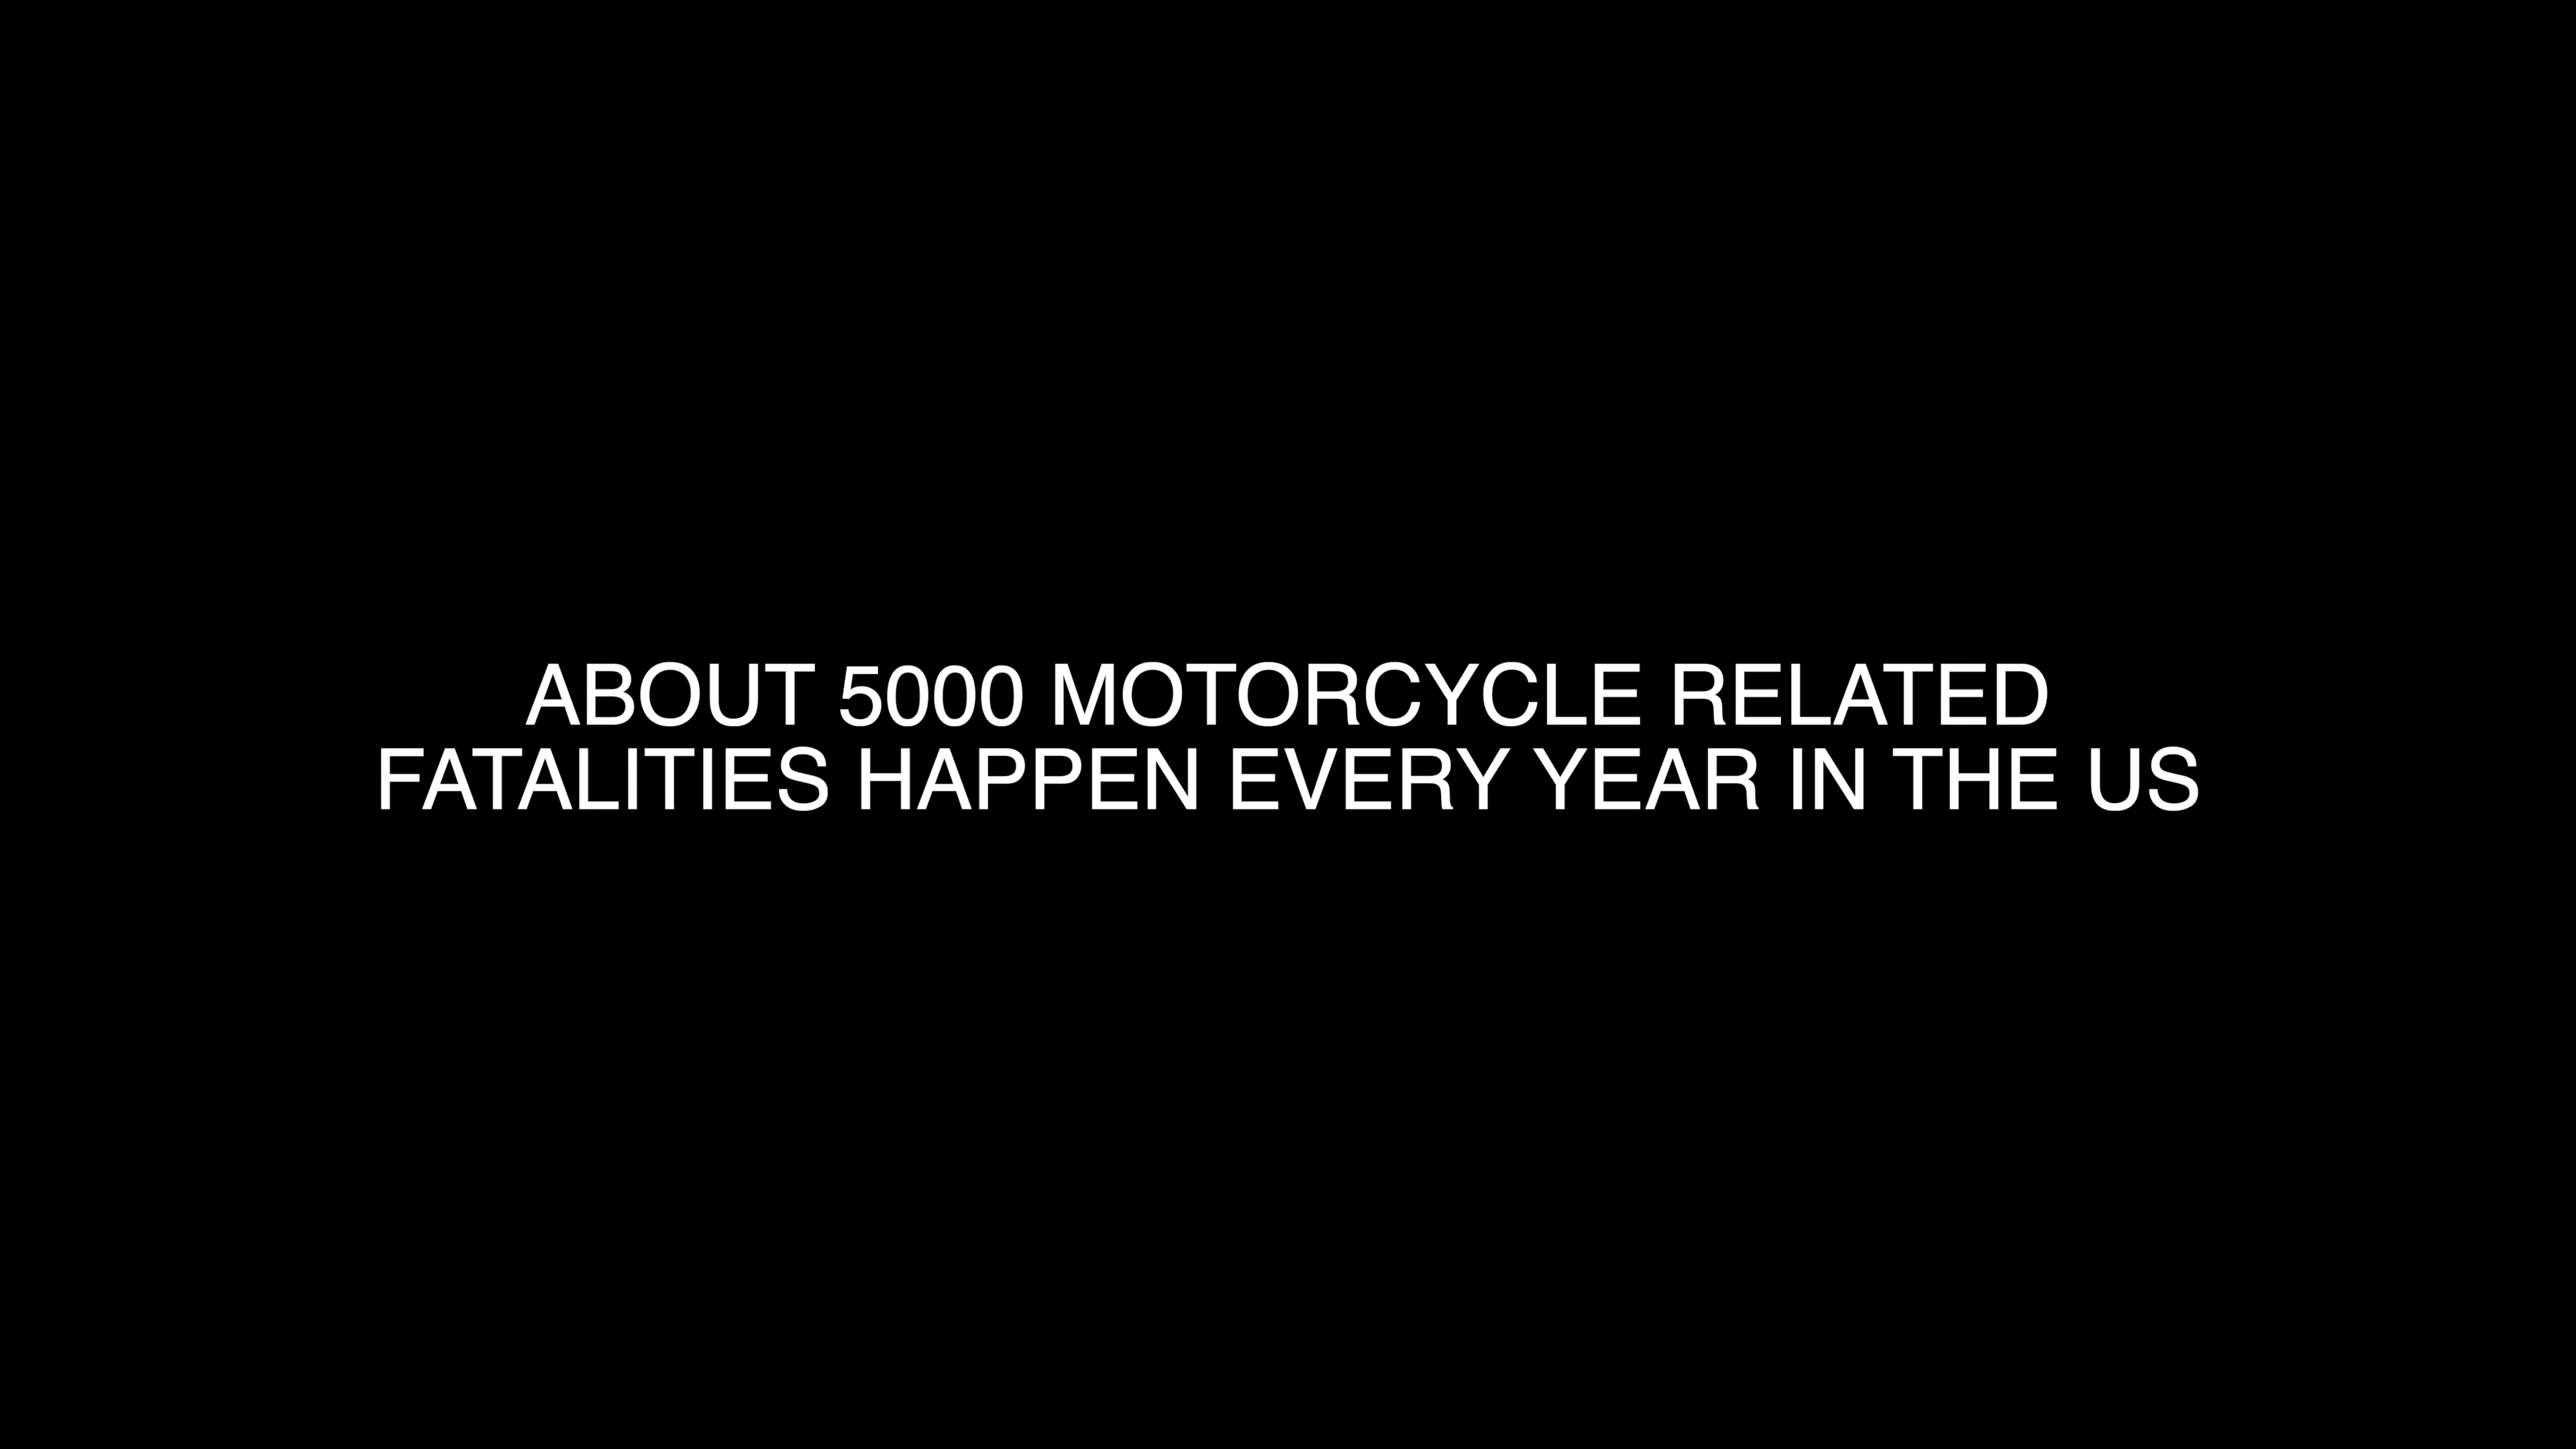 ABOUT 5000 MOTORCYCLE RELATED
FATALITIES HAPPEN EVERY YEAR IN THE US